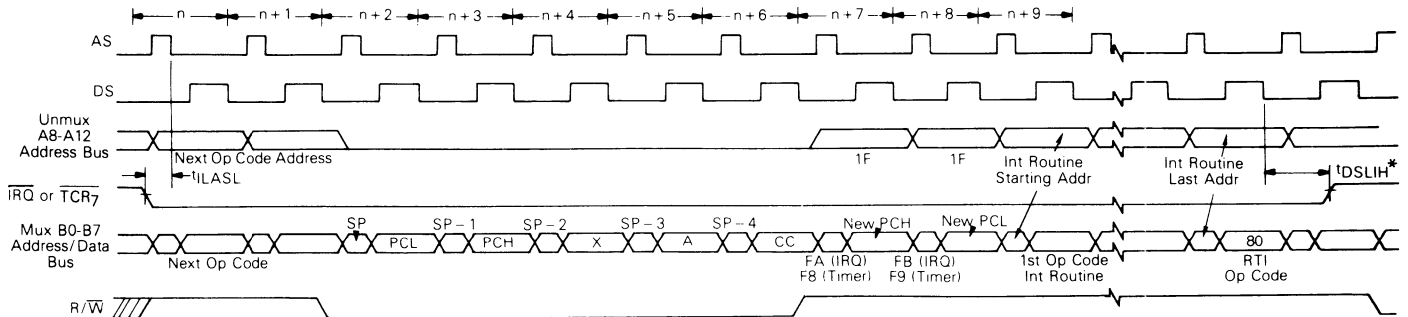 n n+1 n+2 n+3 n+4 n+5 n+6 n+7 n+8 n+9
AS
DS
Unmux
A8-A12
Address Bus
Next Op Code Address
1F 1F
Int Routine
Starting Addr
Int Routine
Last Addr
tILASL
tDSLIH*
IRQ or TCR7
Mux B0-B7
Address/Data
Bus
Next Op Code
SP PCL SP-1 PCH SP-2 X SP-3 A SP-4 CC New PCH New PCL 80
FA (IRQ)
F8 (Timer)
FB (IRQ)
F9 (Timer)
1st Op Code
Int Routine
RTI
Op Code
R/W